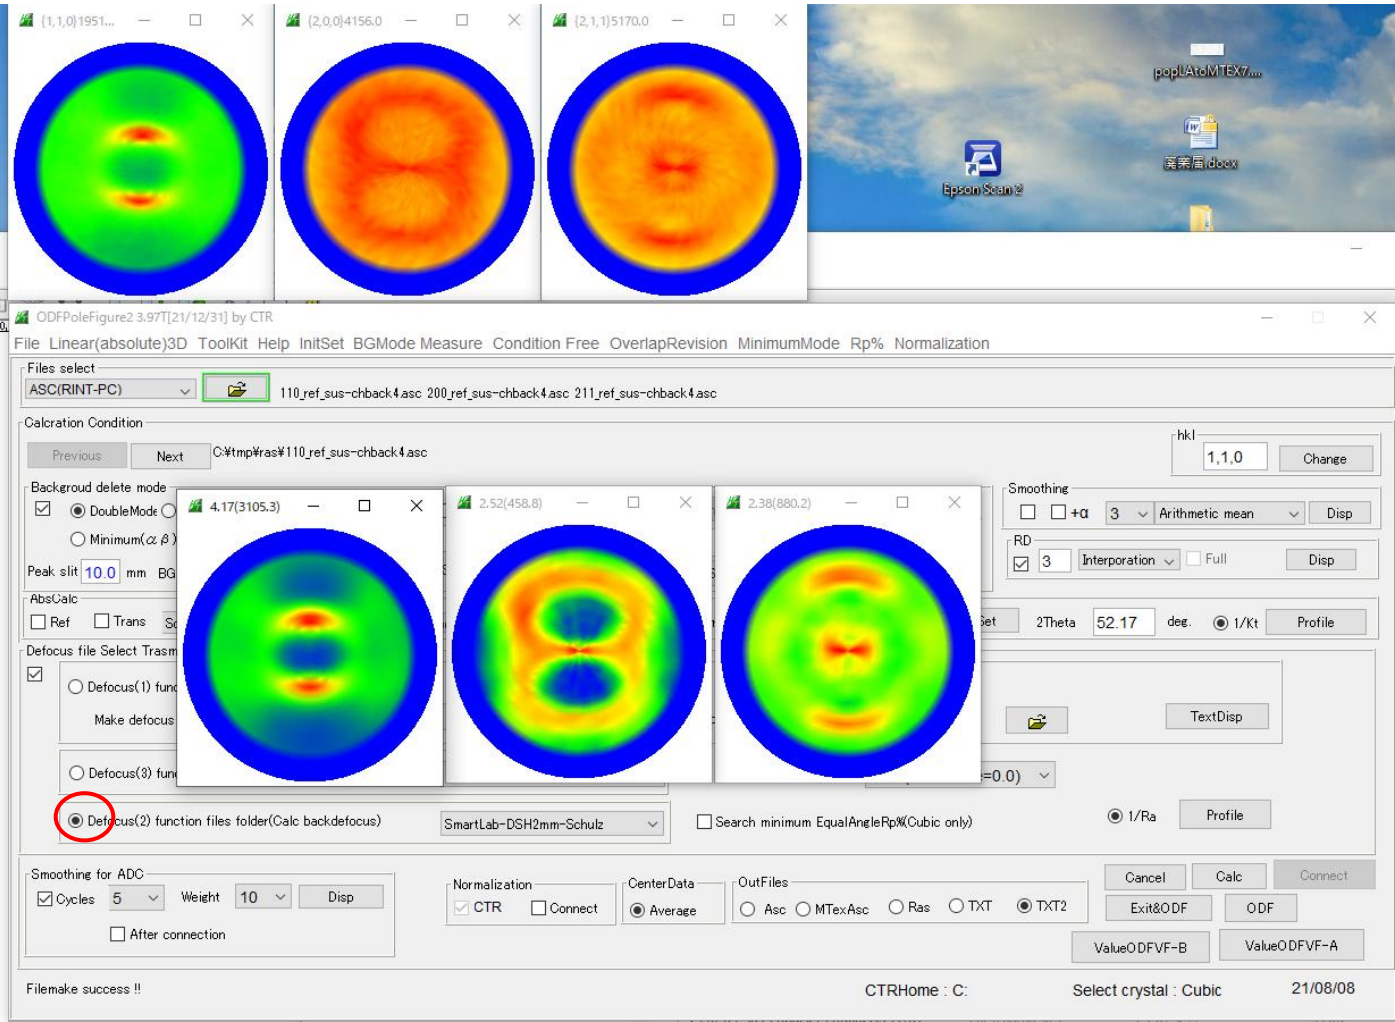 {1,1,0}1951...
{2,0,0}4156.0
{2,1,1}5170.0
popLAtoMTEX7....
Epson Scan 2
廃業届.docx
ODFPoleFigure2 3.97T[21/12/31] by CTR
File Linear(absolute)3D ToolKit Help InitSet BGMode Measure Condition Free OverlapRevision MinimumMode Rp% Normalization
Files select
ASC(RINT-PC)
110_ref_sus-chback4.asc 200_ref_sus-chback4.asc 211_ref_sus-chback4.asc
Calcration Condition
Previous
Next
C:¥tmp¥ras¥110_ref_sus-chback4.asc
hkl
1,1,0
Change
Backgroud delete mode
DoubleMode
Minimum(αβ)
Peak slit 10.0 mm BG
4.17(3105.3)
2.52(458.8)
2.38(880.2)
Smoothing
+α
3
Arithmetic mean
Disp
RD
3
Interporation
Full
Disp
AbsCalc
Ref
Trans
2Theta
52.17
deg.
1/Kt
Profile
Defocus file Select Trasm
Defocus(1) func
Make defocus
TextDisp
Defocus(3) func
=0.0)
Defocus(2) function files folder(Calc backdefocus)
SmartLab-DSH2mm-Schulz
Search minimum EqualAngleRp%(Cubic only)
1/Ra
Profile
Smoothing for ADC
Cycles
5
Weight
10
Disp
After connection
Normalization
CTR
Connect
CenterData
Average
OutFiles
Asc
MTexAsc
Ras
TXT
TXT2
Cancel
Calc
Connect
Exit&ODF
ODF
ValueODFVF-B
ValueODFVF-A
Filemake success !!
CTRHome : C:
Select crystal : Cubic
21/08/08